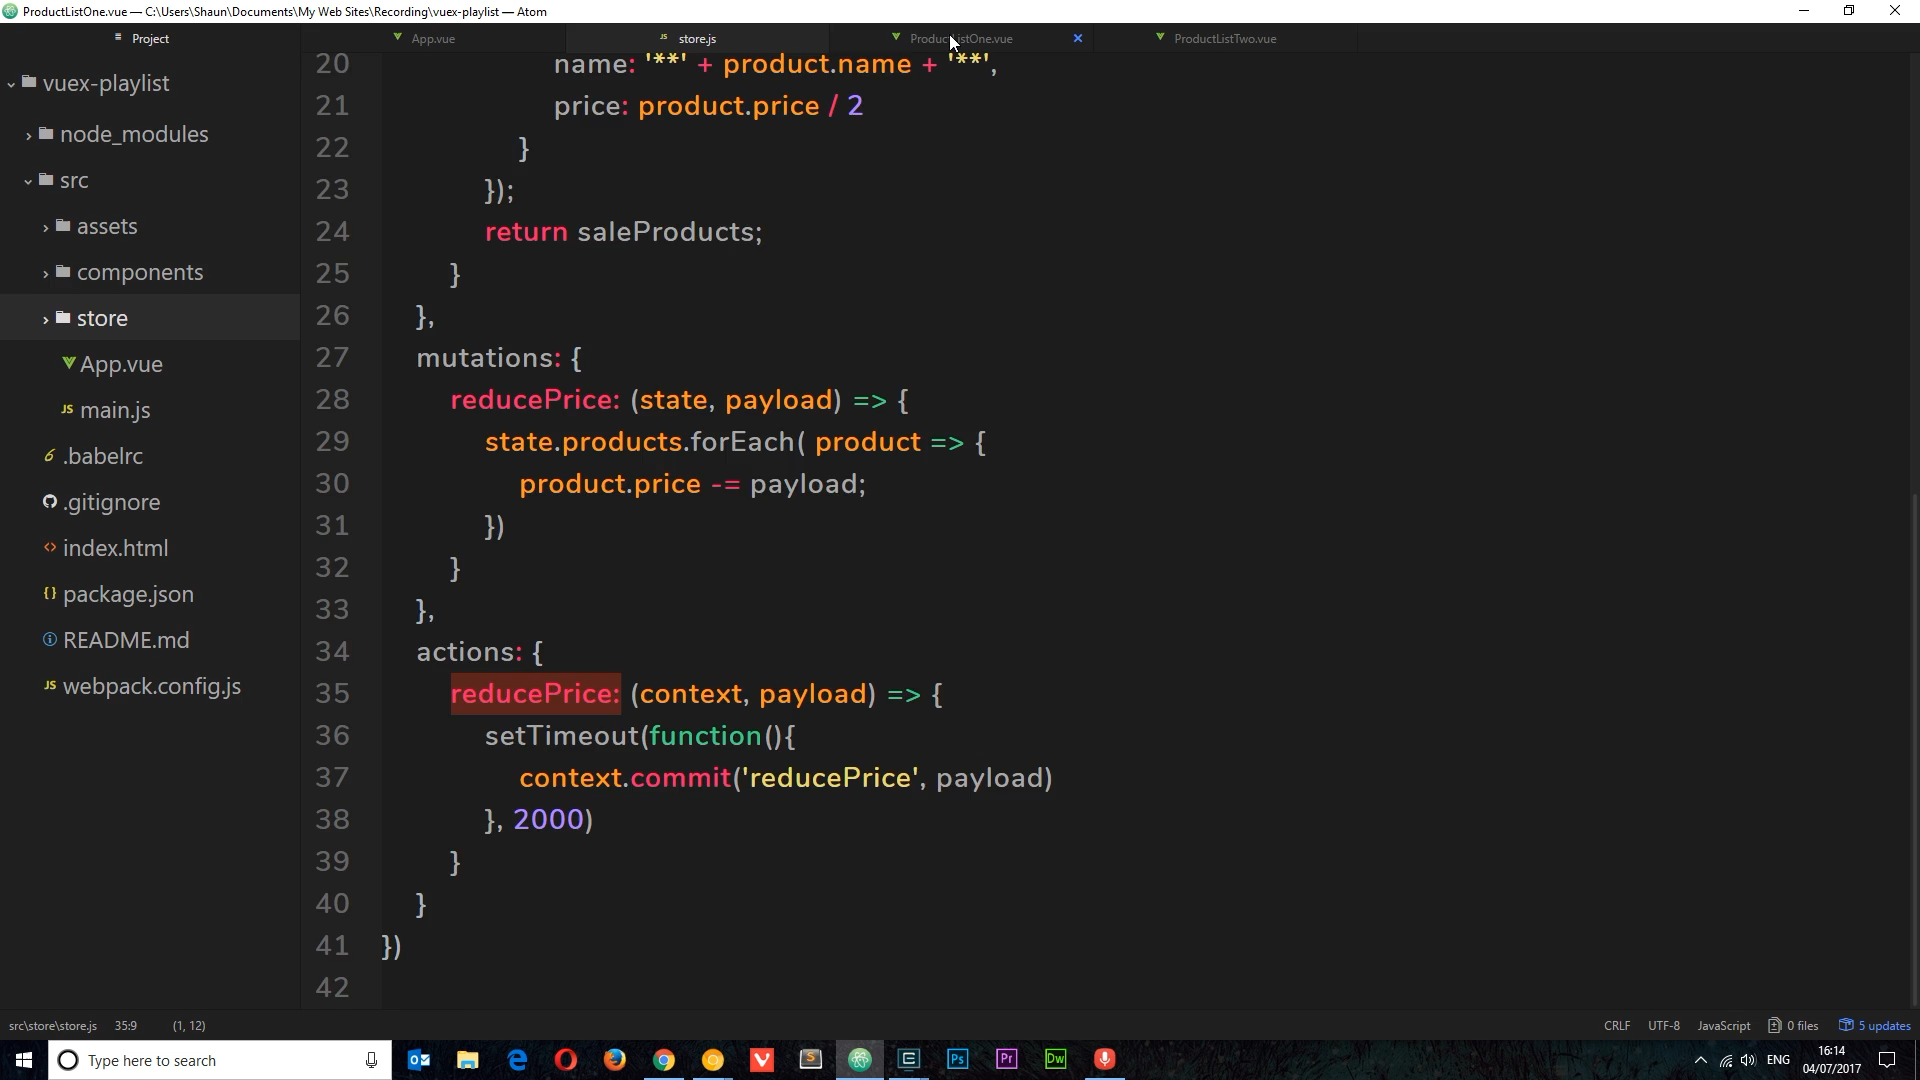 ProductListOne.vue — C:\Users\Shaun\Documents\My Web Sites\Recording\vuex-playlist — Atom
Project
App.vue
store.js
ProductListOne.vue
ProductListTwo.vue
vuex-playlist
node_modules
src
assets
components
store
App.vue
main.js
.babelrc
.gitignore
index.html
package.json
README.md
webpack.config.js
20 name: '**' + product.name + '**',
21 price: product.price / 2
22 }
23 });
24 return saleProducts;
25 }
26 },
27 mutations: {
28 reducePrice: (state, payload) => {
29 state.products.forEach( product => {
30 product.price -= payload;
31 })
32 }
33 },
34 actions: {
35 reducePrice: (context, payload) => {
36 setTimeout(function(){
37 context.commit('reducePrice', payload)
38 }, 2000)
39 }
40 }
41 })
42
src\store\store.js 35:9 (1, 12)
CRLF UTF-8 JavaScript 0 files 5 updates
Type here to search
ENG
16:14
04/07/2017